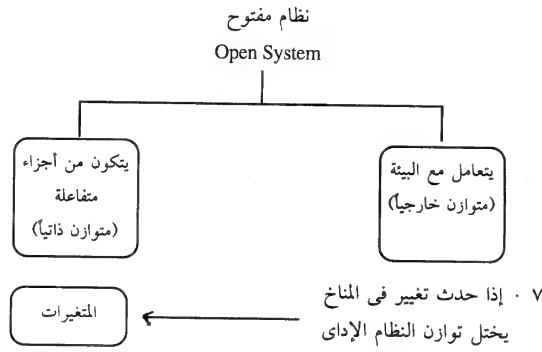 نظام مفتوح
Open System
يتعامل مع البيئة
(متوازن خارجياً)
يتكون من أجزاء
متفاعلة
(متوازن ذاتياً)
٧ . إذا حدث تغيير فى المناخ
يختل توازن النظام الإداى
المتغيرات